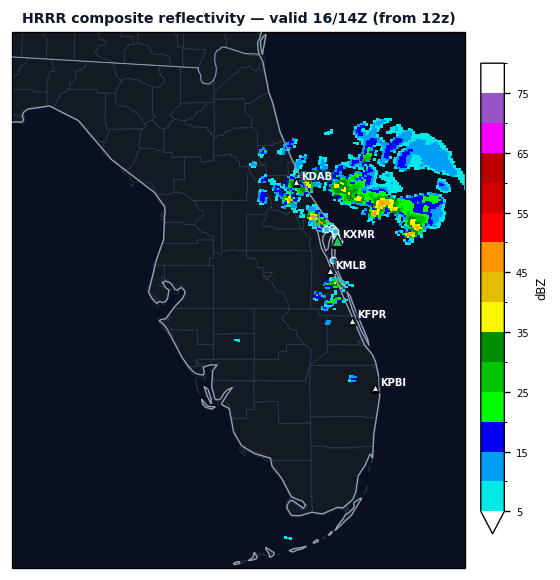 HRRR composite reflectivity — valid 16/14Z (from 12z)
75
65
55
45
35
25
15
5
dBZ
KDAB
KXMR
KMLB
KFPR
KPBI